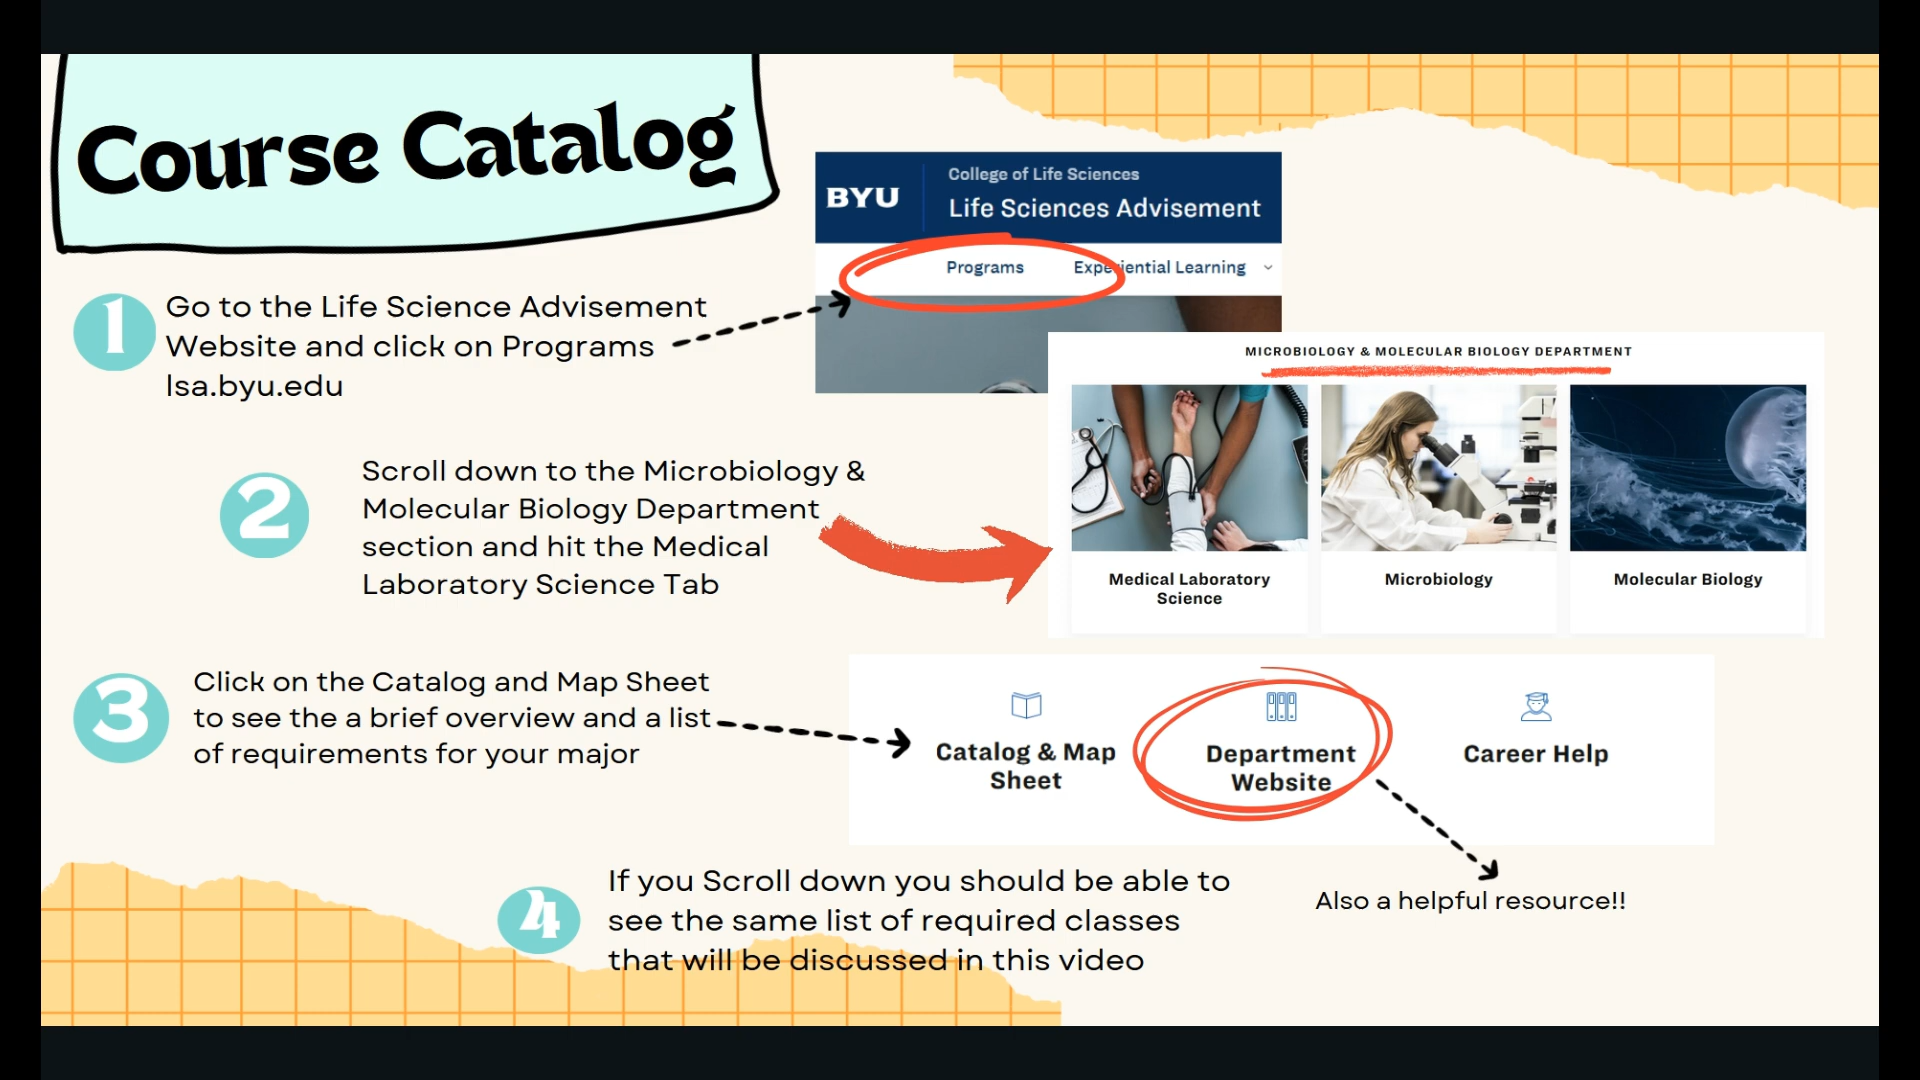 Course Catalog
BYU
College of Life Sciences
Life Sciences Advisement
Programs
Experiential Learning
1
Go to the Life Science Advisement
Website and click on Programs
lsa.byu.edu
MICROBIOLOGY & MOLECULAR BIOLOGY DEPARTMENT
Medical Laboratory
Science
Microbiology
Molecular Biology
2
Scroll down to the Microbiology &
Molecular Biology Department
section and hit the Medical
Laboratory Science Tab
3
Click on the Catalog and Map Sheet
to see the a brief overview and a list
of requirements for your major
Catalog & Map
Sheet
Department
Website
Career Help
Also a helpful resource!!
4
If you Scroll down you should be able to
see the same list of required classes
that will be discussed in this video